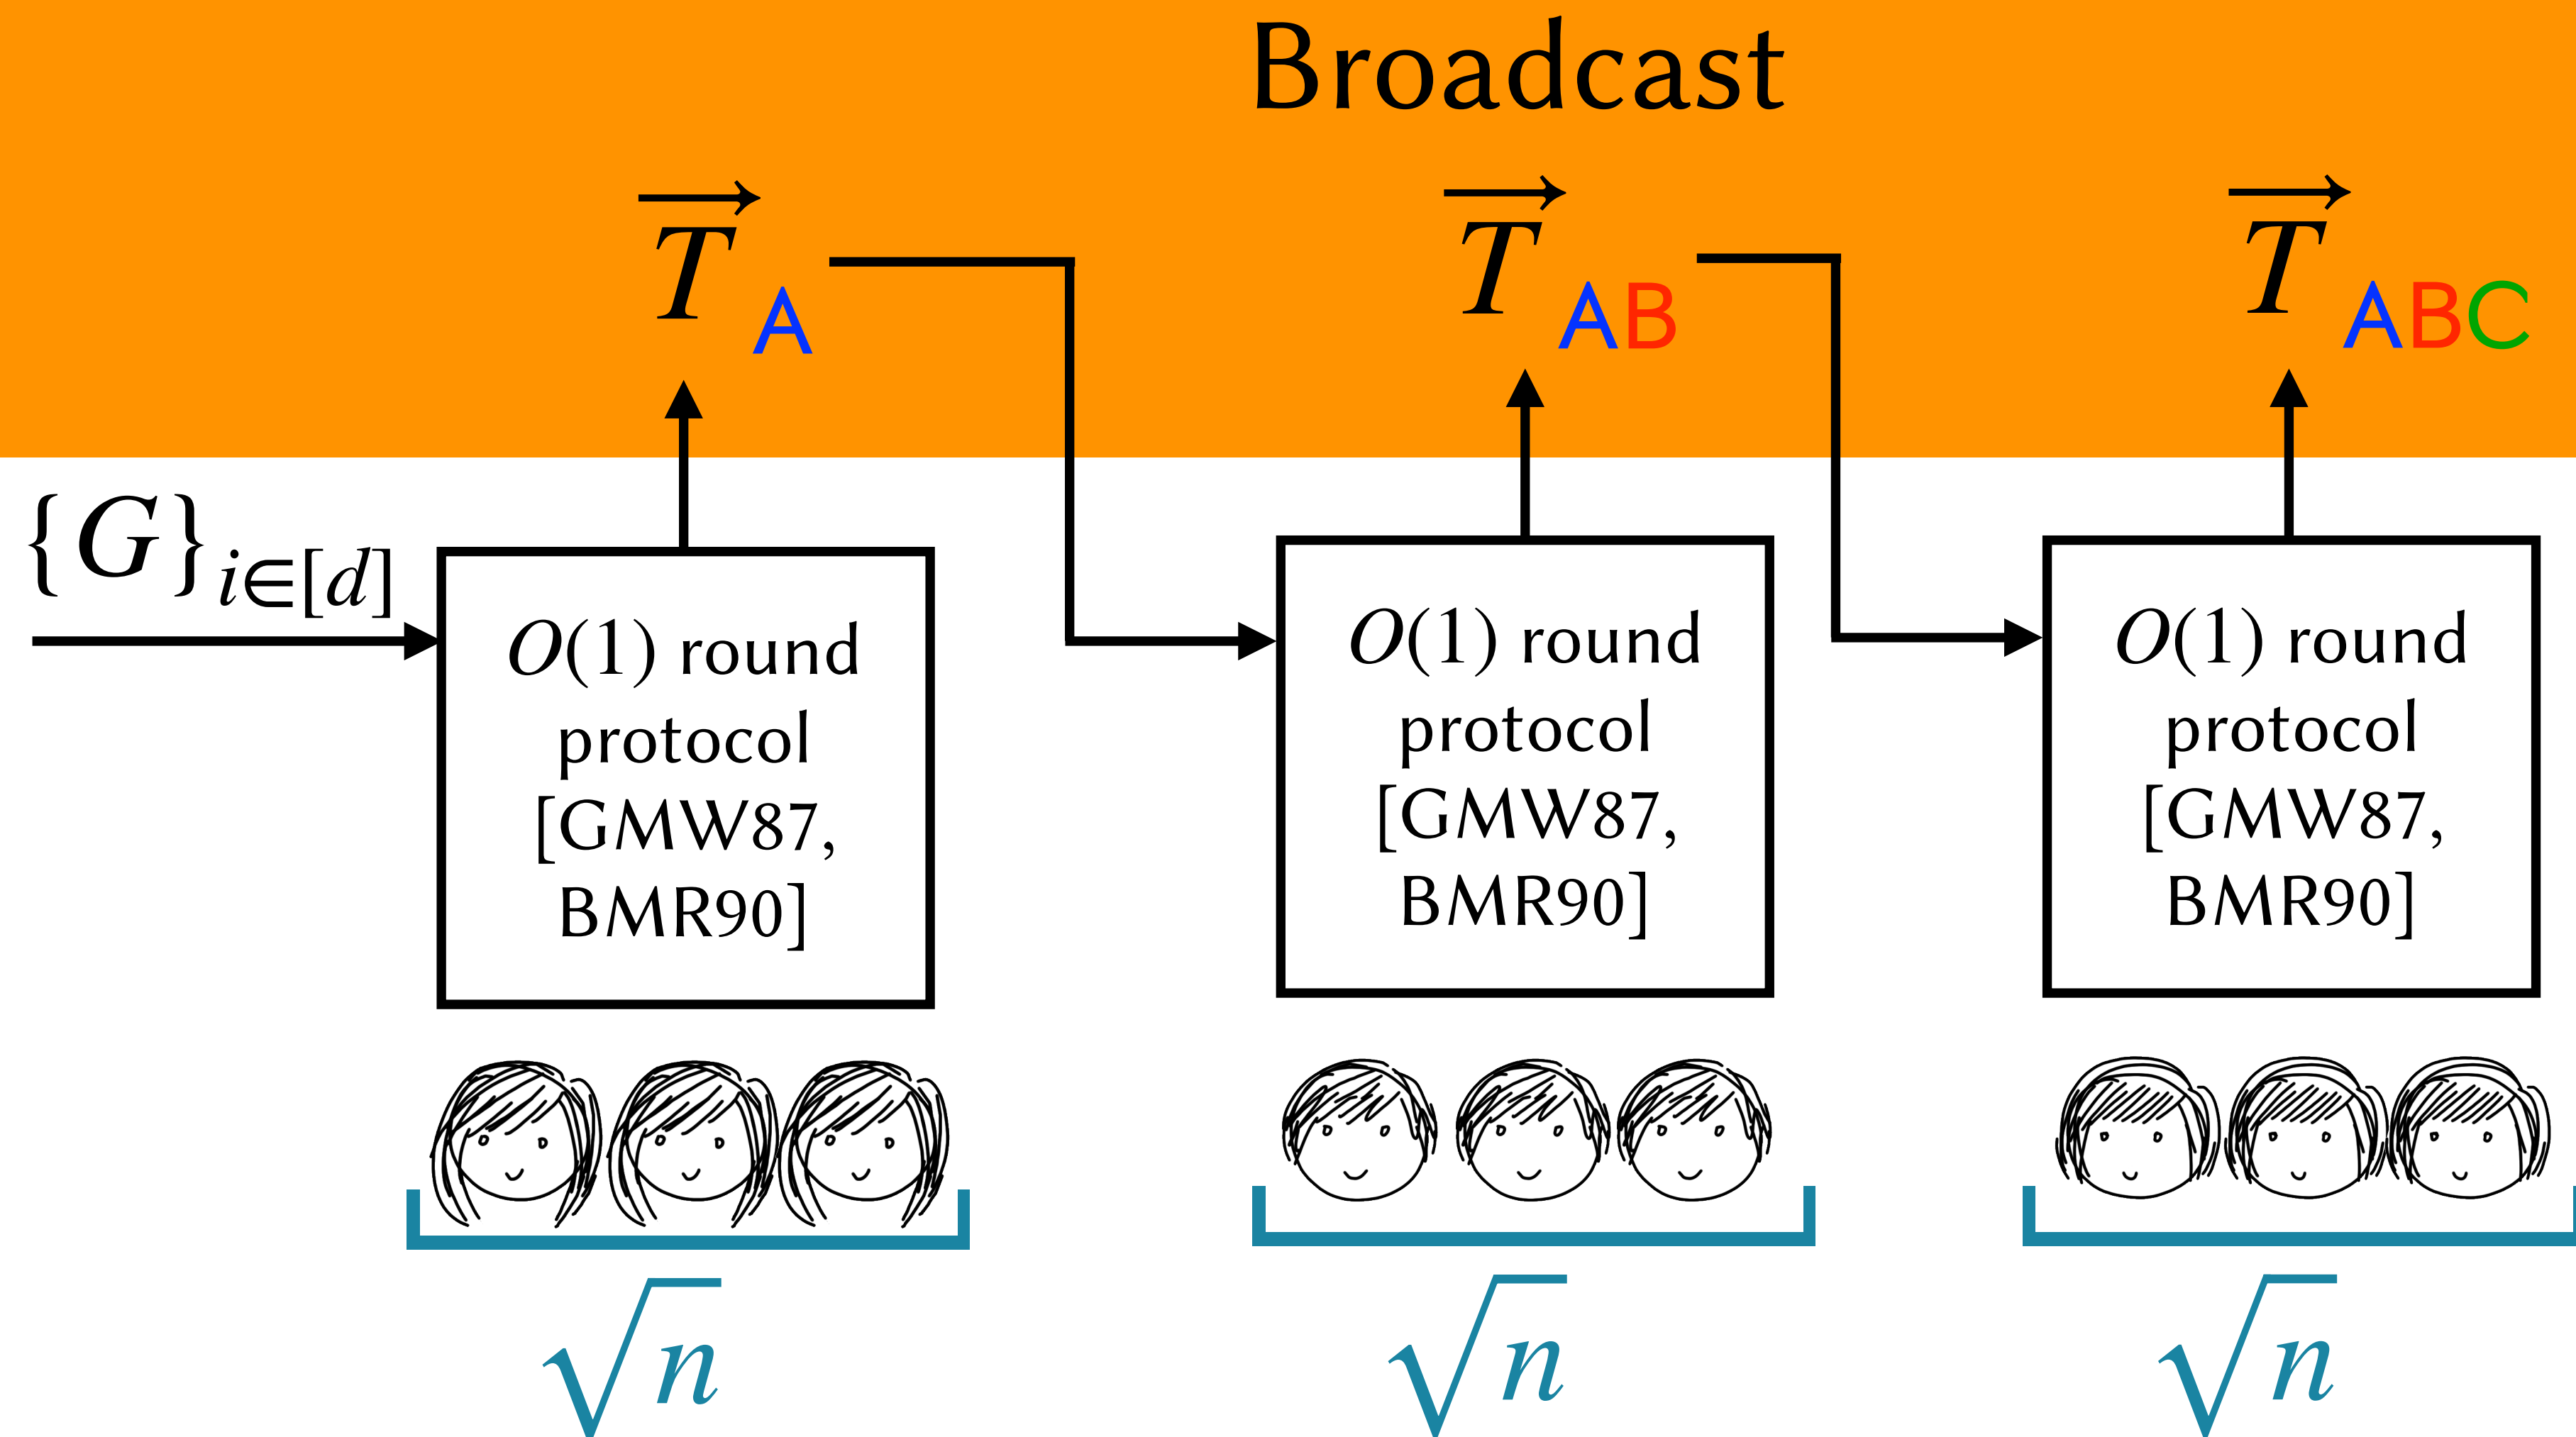 Broadcast
T⃗_A
T⃗_AB
T⃗_ABC
{G}_{i∈[d]}
O(1) round
protocol
[GMW87,
BMR90]
O(1) round
protocol
[GMW87,
BMR90]
O(1) round
protocol
[GMW87,
BMR90]
√n
√n
√n